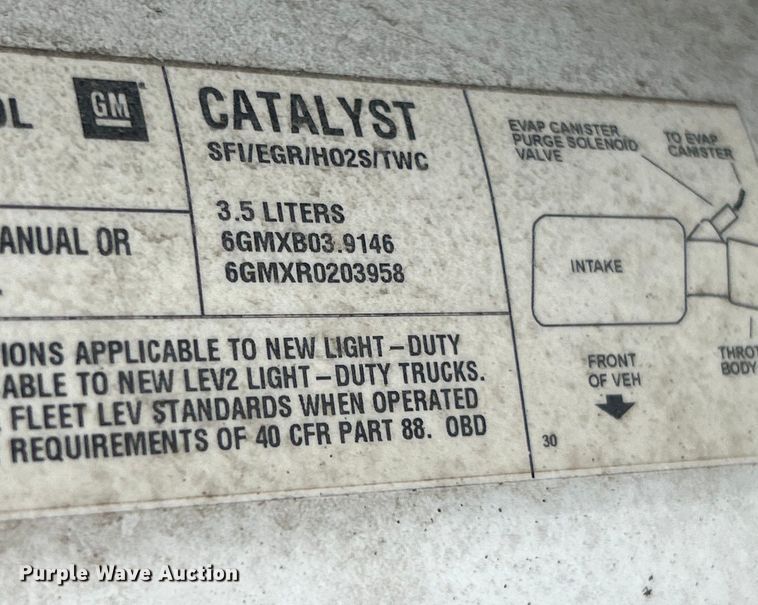 OL
GM
CATALYST
SFI/EGR/HO2S/TWC
3.5 LITERS
6GMXB03.9146
6GMXR0203958
ANUAL OR
IONS APPLICABLE TO NEW LIGHT-DUTY
ABLE TO NEW LEV2 LIGHT-DUTY TRUCKS.
FLEET LEV STANDARDS WHEN OPERATED
REQUIREMENTS OF 40 CFR PART 88. OBD
EVAP CANISTER
PURGE SOLENOID
VALVE
TO EVAP
CANISTER
INTAKE
THROT
BODY
FRONT
OF VEH
30
Purple Wave Auction